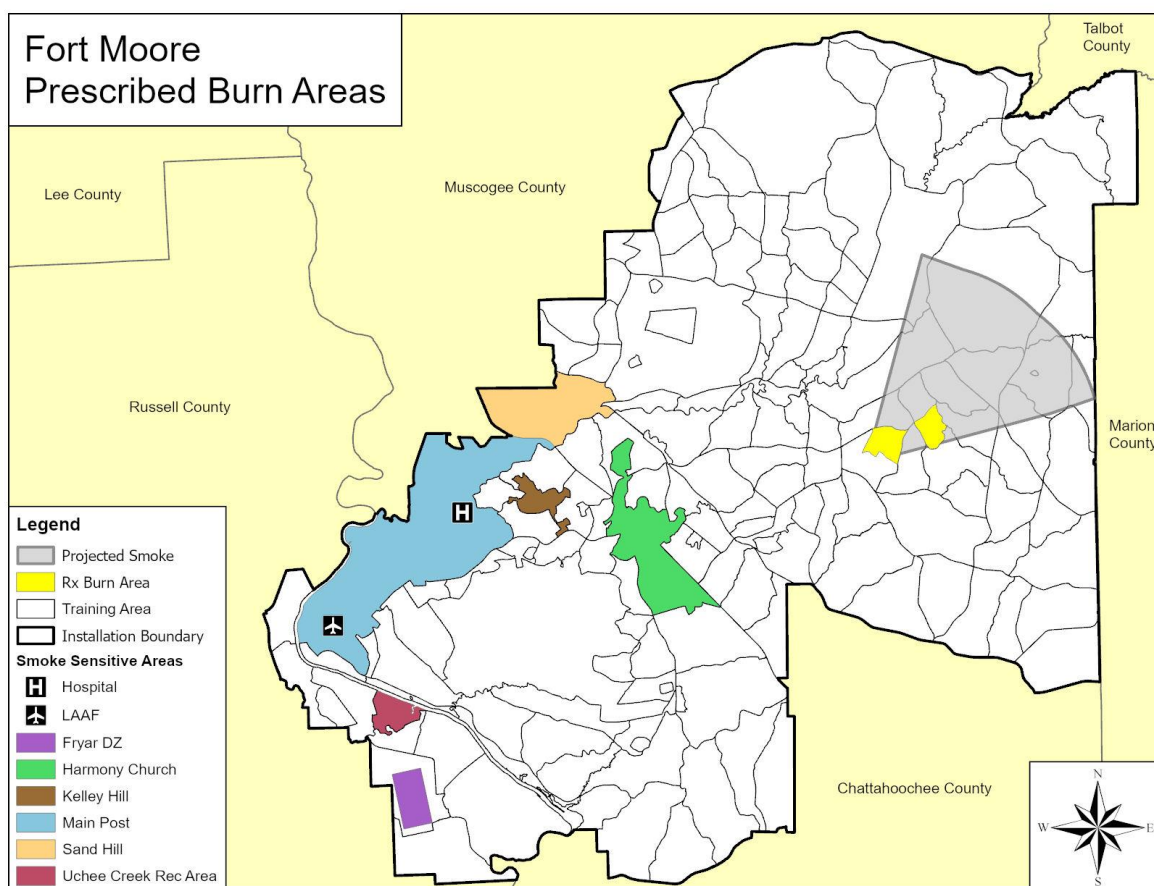 Fort Moore
Prescribed Burn Areas
Talbot
County
Lee County
Muscogee County
Russell County
Marion
County
H
Legend
Projected Smoke
Rx Burn Area
Training Area
Installation Boundary
Smoke Sensitive Areas
H Hospital
LAAF
Fryar DZ
Harmony Church
Kelley Hill
Main Post
Sand Hill
Uchee Creek Rec Area
Chattahoochee County
N
W E
S